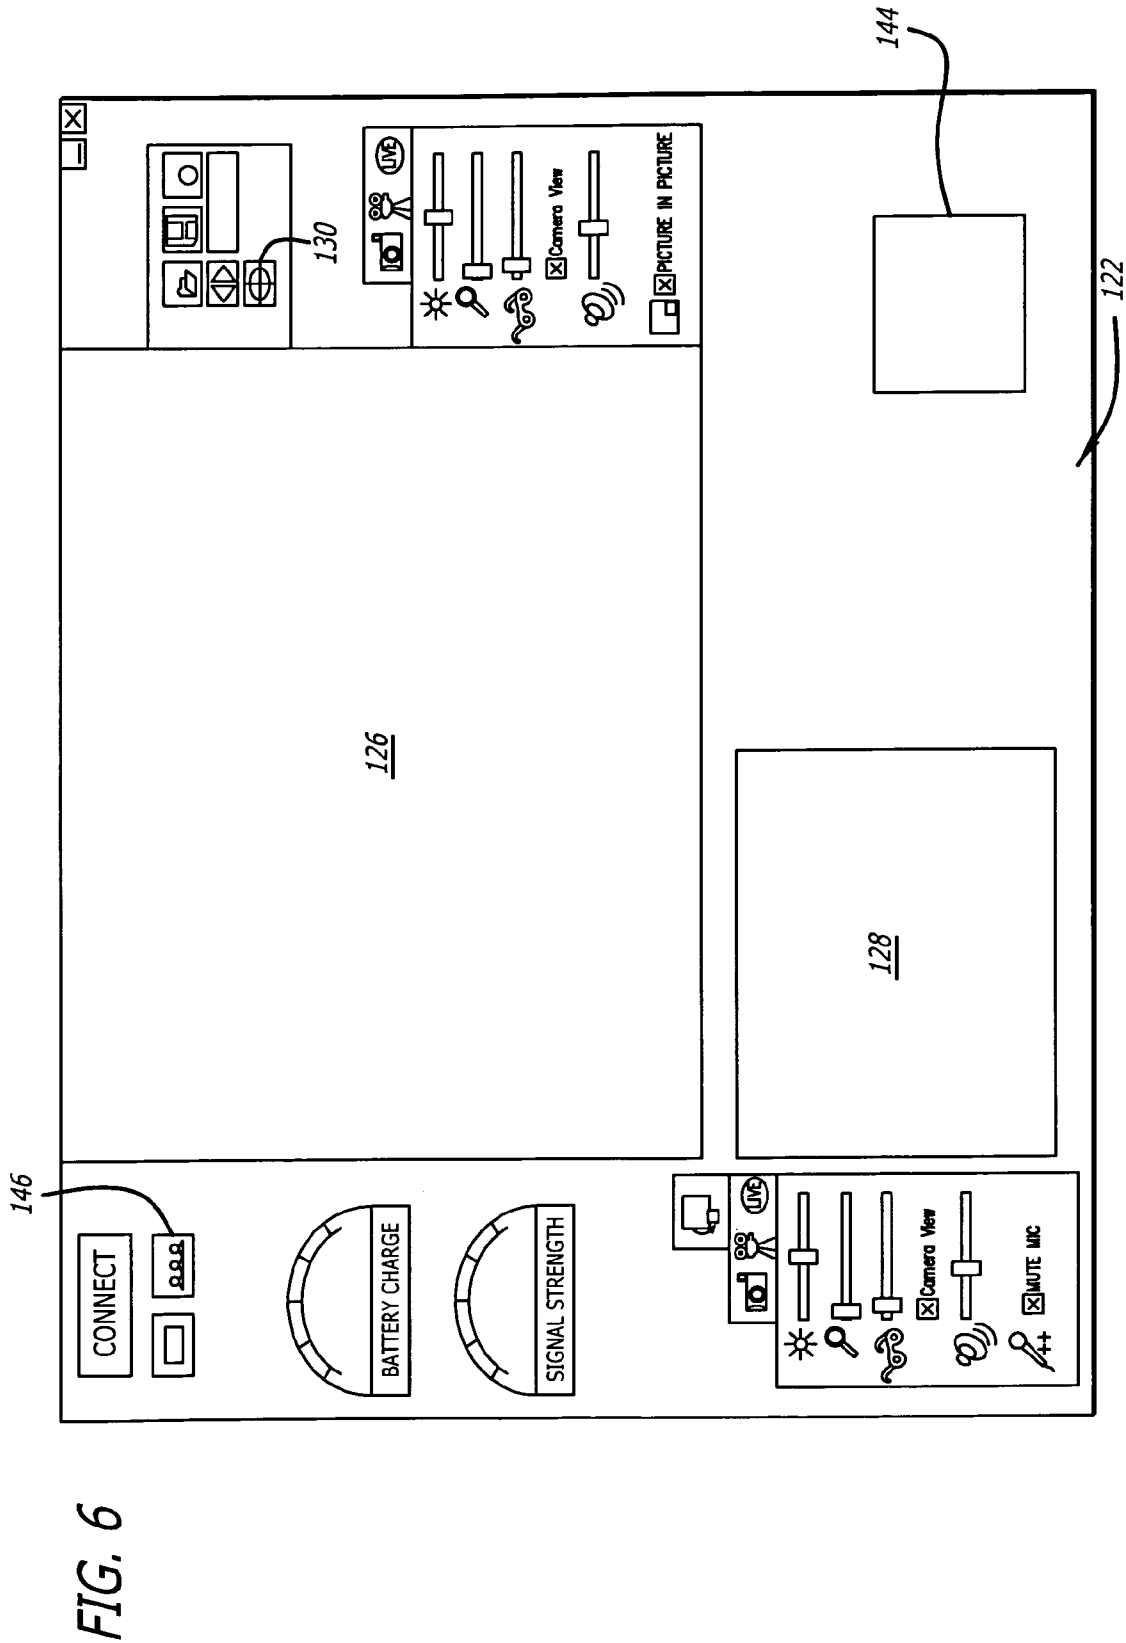 FIG. 6
CONNECT
146
BATTERY CHARGE
SIGNAL STRENGTH
126
130
LIVE
Camera View
PICTURE IN PICTURE
LIVE
Camera View
MUTE MIC
128
144
122